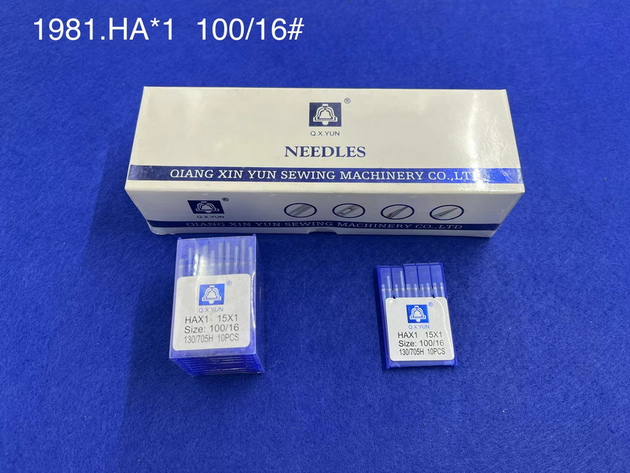 1981.HA*1 100/16#
®
Q.X.YUN
NEEDLES
QIANG XIN YUN SEWING MACHINERY CO.,LTD
®
Q.X.YUN
QIANG XIN YUN SEWING MACHINERY CO.,LTD
Q.X.YUN
HAX1 15X1
Size: 100/16
130/705H 10PCS
Q.X.YUN
HAX1 15X1
Size: 100/16
130/705H 10PCS